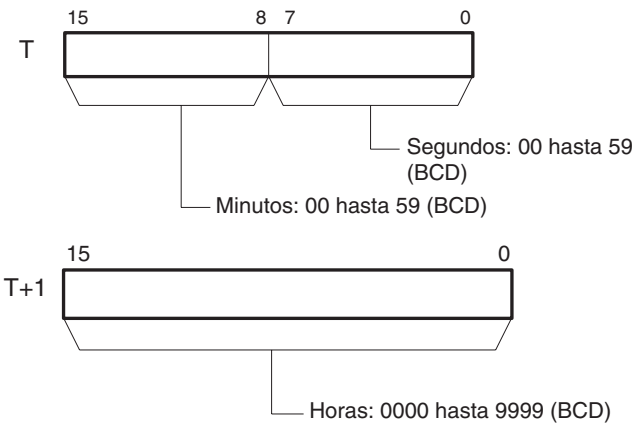 15 8 7 0
T
Segundos: 00 hasta 59
(BCD)
Minutos: 00 hasta 59 (BCD)
15 0
T+1
Horas: 0000 hasta 9999 (BCD)